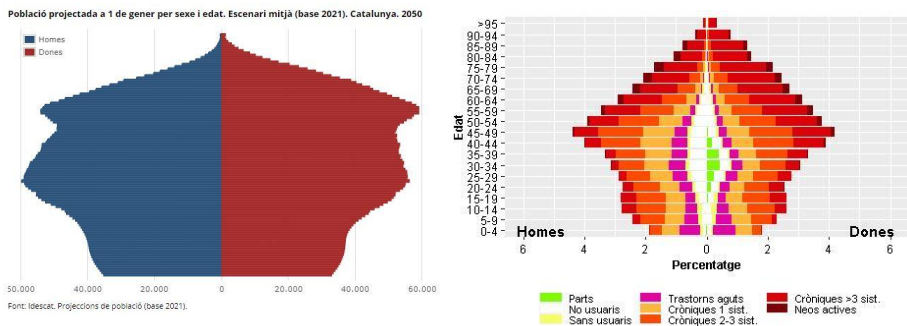 Població projectada a 1 de gener per sexe i edat. Escenari mitjà (base 2021). Catalunya. 2050
Homes
Dones
50.000 40.000 20.000 0 20.000 40.000 60.000
Font: Idescat. Projeccions de població (base 2021).
Edat
>95
90-94
85-89
80-84
75-79
70-74
65-69
60-64
55-59
50-54
45-49
40-44
35-39
30-34
25-29
20-24
15-19
10-14
5-9
0-4
Homes Dones
6 4 2 0 2 4 6
Percentatge
Parts Trastorns aguts Cròniques >3 sist.
No usuaris Cròniques 1 sist. Neos actives
Sans usuaris Cròniques 2-3 sist.